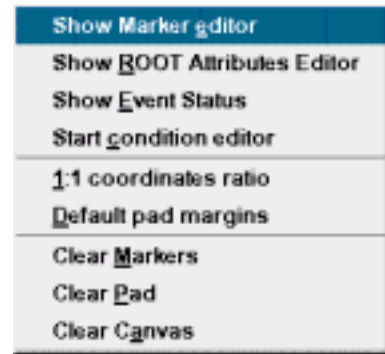 Show Marker editor
Show ROOT Attributes Editor
Show Event Status
Start condition editor
1:1 coordinates ratio
Default pad margins
Clear Markers
Clear Pad
Clear Canvas